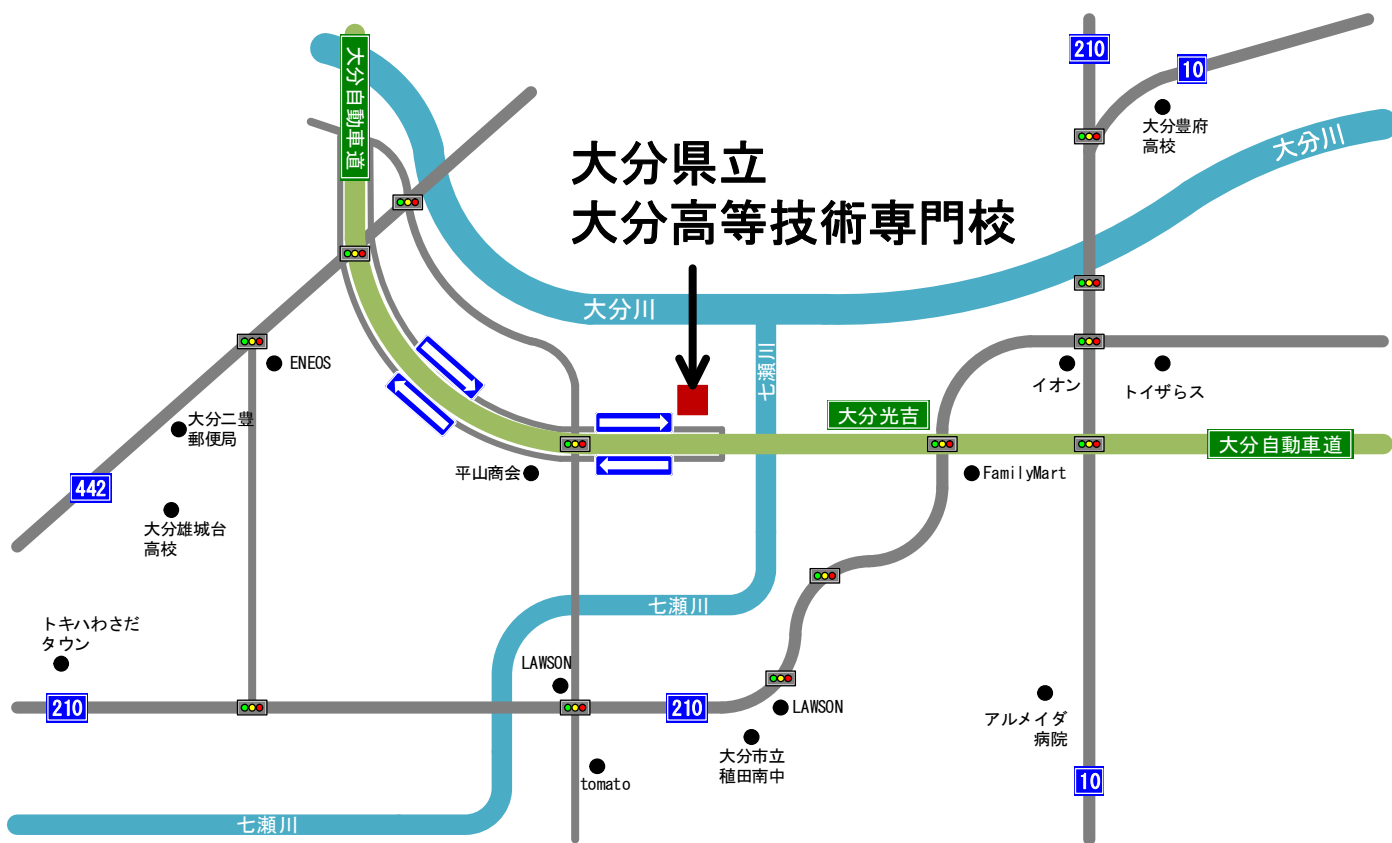 大分自動車道
210
10
大分豊府
高校
大分川
大分県立
大分高等技術専門校
大分川
七瀬川
ENEOS
イオン
トイザらス
大分二豊
郵便局
大分光吉
大分自動車道
平山商会
FamilyMart
442
大分雄城台
高校
七瀬川
トキハわさだ
タウン
LAWSON
210
210
LAWSON
アルメイダ
病院
大分市立
稙田南中
tomato
10
七瀬川